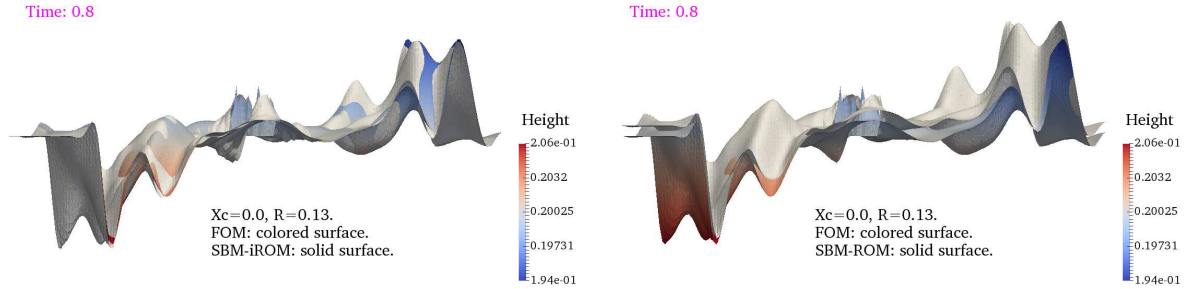 Time: 0.8
Height
2.06e-01
0.2032
0.20025
0.19731
1.94e-01
Xc=0.0, R=0.13.
FOM: colored surface.
SBM-iROM: solid surface.
Time: 0.8
Height
2.06e-01
0.2032
0.20025
0.19731
1.94e-01
Xc=0.0, R=0.13.
FOM: colored surface.
SBM-ROM: solid surface.